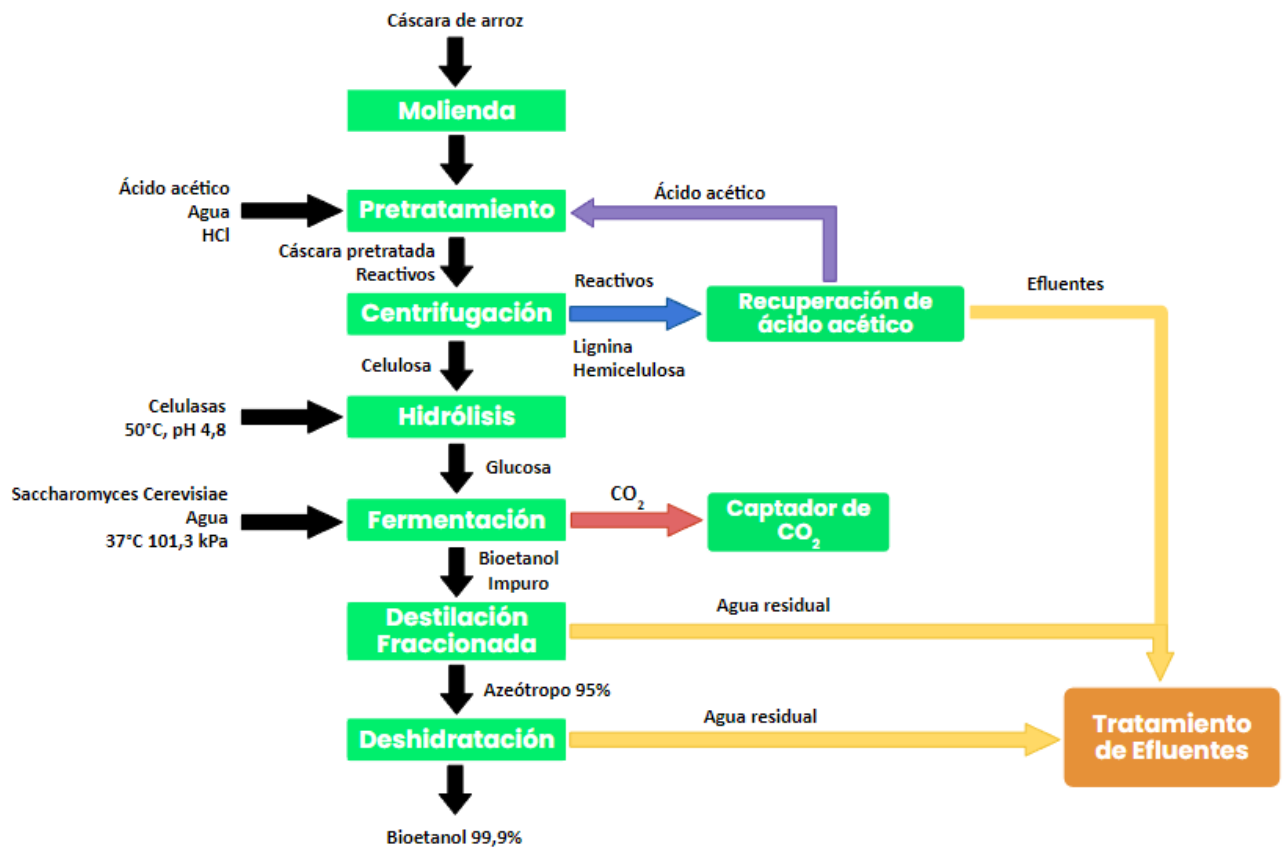 Cáscara de arroz
Molienda
Ácido acético
Agua
HCl
Pretratamiento
Ácido acético
Cáscara pretratada
Reactivos
Centrifugación
Reactivos
Lignina
Hemicelulosa
Recuperación de
ácido acético
Efluentes
Celulosa
Celulasas
50°C, pH 4,8
Hidrólisis
Glucosa
Saccharomyces Cerevisiae
Agua
37°C 101,3 kPa
Fermentación
CO₂
Captador de
CO₂
Bioetanol
Impuro
Destilación
Fraccionada
Agua residual
Azeótropo 95%
Deshidratación
Agua residual
Tratamiento
de Efluentes
Bioetanol 99,9%